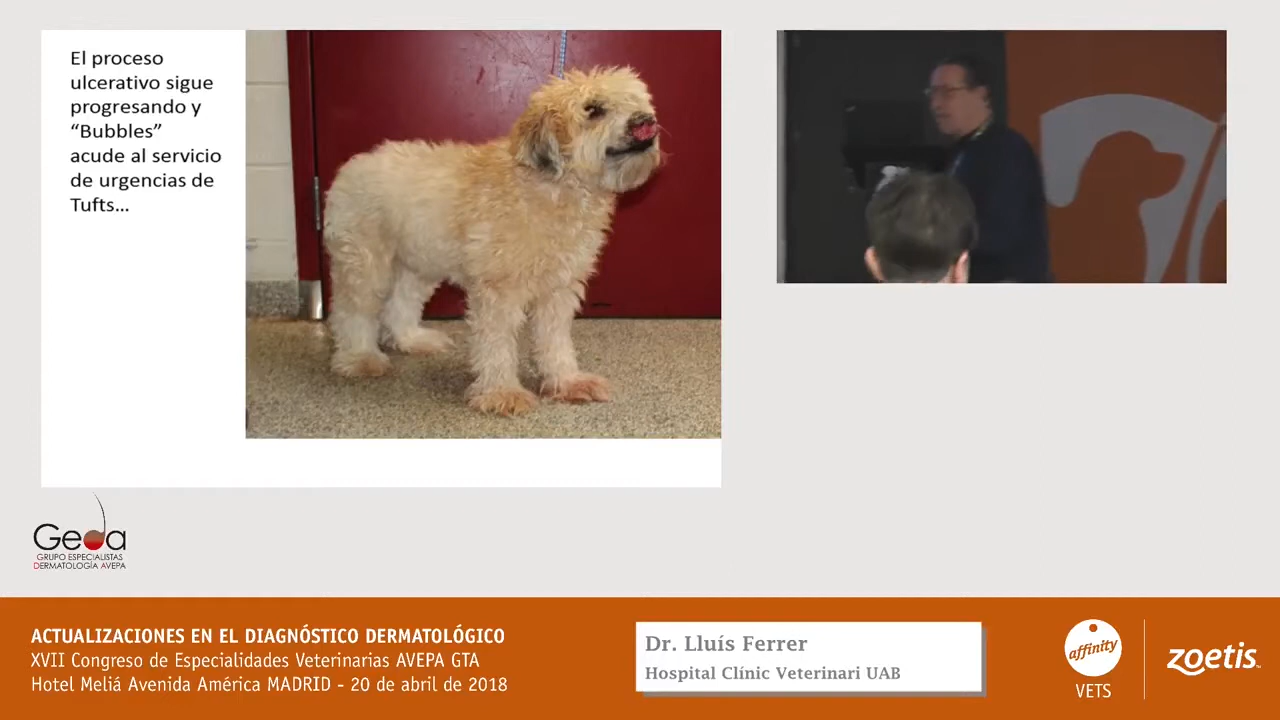 El proceso
ulcerativo sigue
progresando y
“Bubbles”
acude al servicio
de urgencias de
Tufts...
Geda
GRUPO ESPECIALISTAS
DERMATOLOGÍA AVEPA
ACTUALIZACIONES EN EL DIAGNÓSTICO DERMATOLÓGICO
XVII Congreso de Especialidades Veterinarias AVEPA GTA
Hotel Meliá Avenida América MADRID - 20 de abril de 2018
Dr. Lluís Ferrer
Hospital Clínic Veterinari UAB
affinity
VETS
zoetis